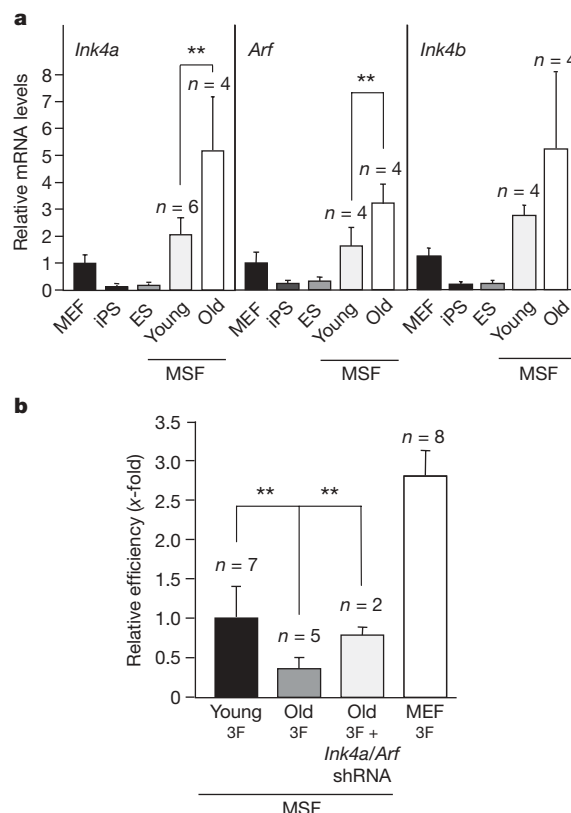 a
Ink4a
Arf
Ink4b
Relative mRNA levels
8
7
6
5
4
3
2
1
0
**
n = 4
n = 6
**
n = 4
n = 4
n = 4
n = 4
MEF
iPS
ES
Young
Old
MEF
iPS
ES
Young
Old
MEF
iPS
ES
Young
Old
MSF
MSF
MSF
b
Relative efficiency (x-fold)
3.5
3.0
2.5
2.0
1.5
1.0
0.5
0
n = 8
**
**
n = 7
n = 5
n = 2
Young
3F
Old
3F
Old
3F +
Ink4a/Arf
shRNA
MEF
3F
MSF